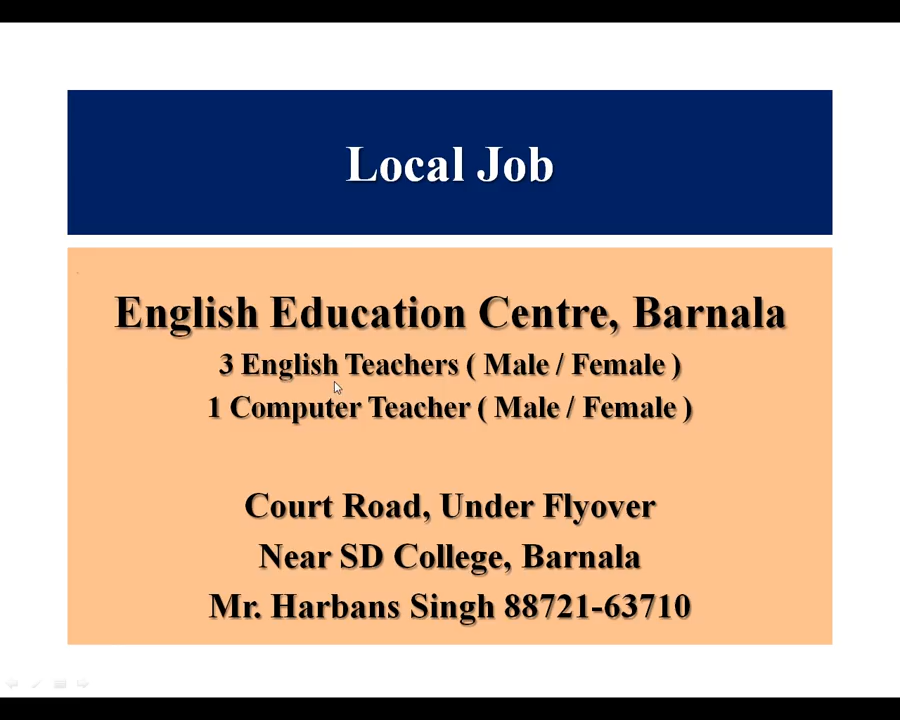 Local Job
English Education Centre, Barnala
3 English Teachers ( Male / Female )
1 Computer Teacher ( Male / Female )
Court Road, Under Flyover
Near SD College, Barnala
Mr. Harbans Singh 88721-63710